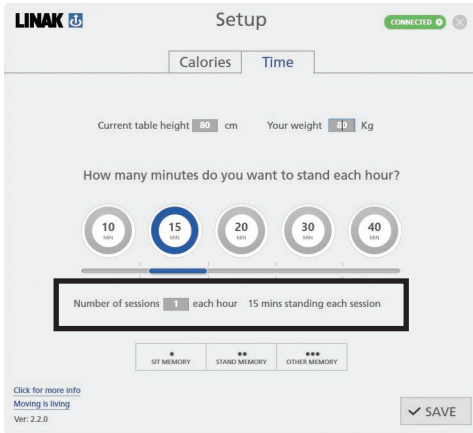 LINAK
Setup
CONNECTED
Calories Time
Current table height 80 cm Your weight 80 Kg
How many minutes do you want to stand each hour?
10 15 20 30 40
MIN MIN MIN MIN MIN
Number of sessions 1 each hour 15 mins standing each session
SIT MEMORY STAND MEMORY OTHER MEMORY
Click for more info
Moving is living
Ver: 2.2.0
SAVE